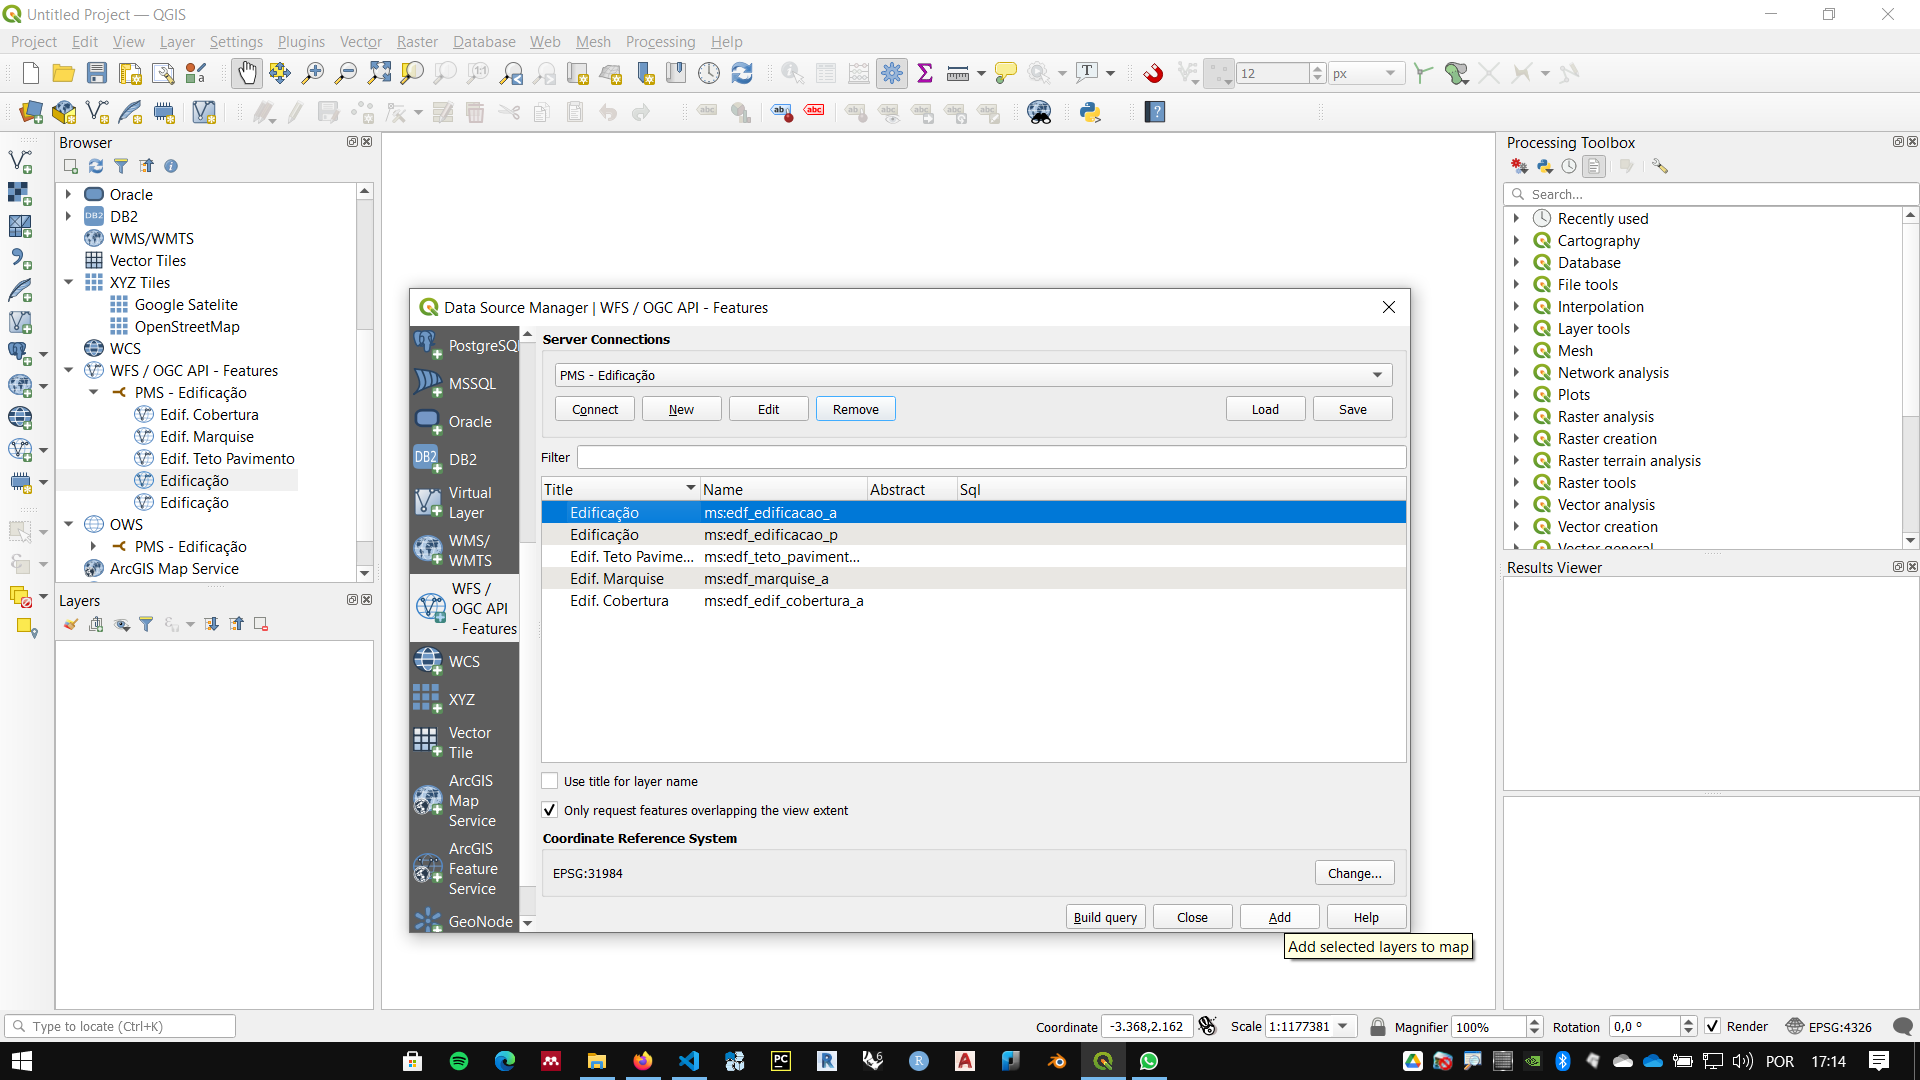 Untitled Project — QGIS
Project Edit View Layer Settings Plugins Vector Raster Database Web Mesh Processing Help
1:1
12
px
abc
abc abc
Browser
Oracle
DB2 DB2
WMS/WMTS
Vector Tiles
XYZ Tiles
Google Satelite
OpenStreetMap
WCS
WFS / OGC API - Features
PMS - Edificação
Edif. Cobertura
Edif. Marquise
Edif. Teto Pavimento
Edificação
Edificação
OWS
PMS - Edificação
ArcGIS Map Service
Layers
Data Source Manager | WFS / OGC API - Features
PostgreSQ
MSSQL
Oracle
DB2 DB2
Virtual
Layer
WMS/
WMTS
WFS /
OGC API
- Features
WCS
XYZ
Vector
Tile
ArcGIS
Map
Service
ArcGIS
Feature
Service
GeoNode
Server Connections
PMS - Edificação
Connect New Edit Remove Load Save
Filter
Title Name Abstract Sql
Edificação ms:edf_edificacao_a
Edificação ms:edf_edificacao_p
Edif. Teto Pavime... ms:edf_teto_paviment...
Edif. Marquise ms:edf_marquise_a
Edif. Cobertura ms:edf_edif_cobertura_a
Use title for layer name
Only request features overlapping the view extent
Coordinate Reference System
EPSG:31984
Change...
Build query Close Add Help
Add selected layers to map
Processing Toolbox
Search...
Recently used
Cartography
Database
File tools
Interpolation
Layer tools
Mesh
Network analysis
Plots
Raster analysis
Raster creation
Raster terrain analysis
Raster tools
Vector analysis
Vector creation
Vector general
Results Viewer
Type to locate (Ctrl+K)
Coordinate -3.368,2.162 Scale 1:1177381 Magnifier 100% Rotation 0,0 ° Render EPSG:4326
PC R R A POR 17:14